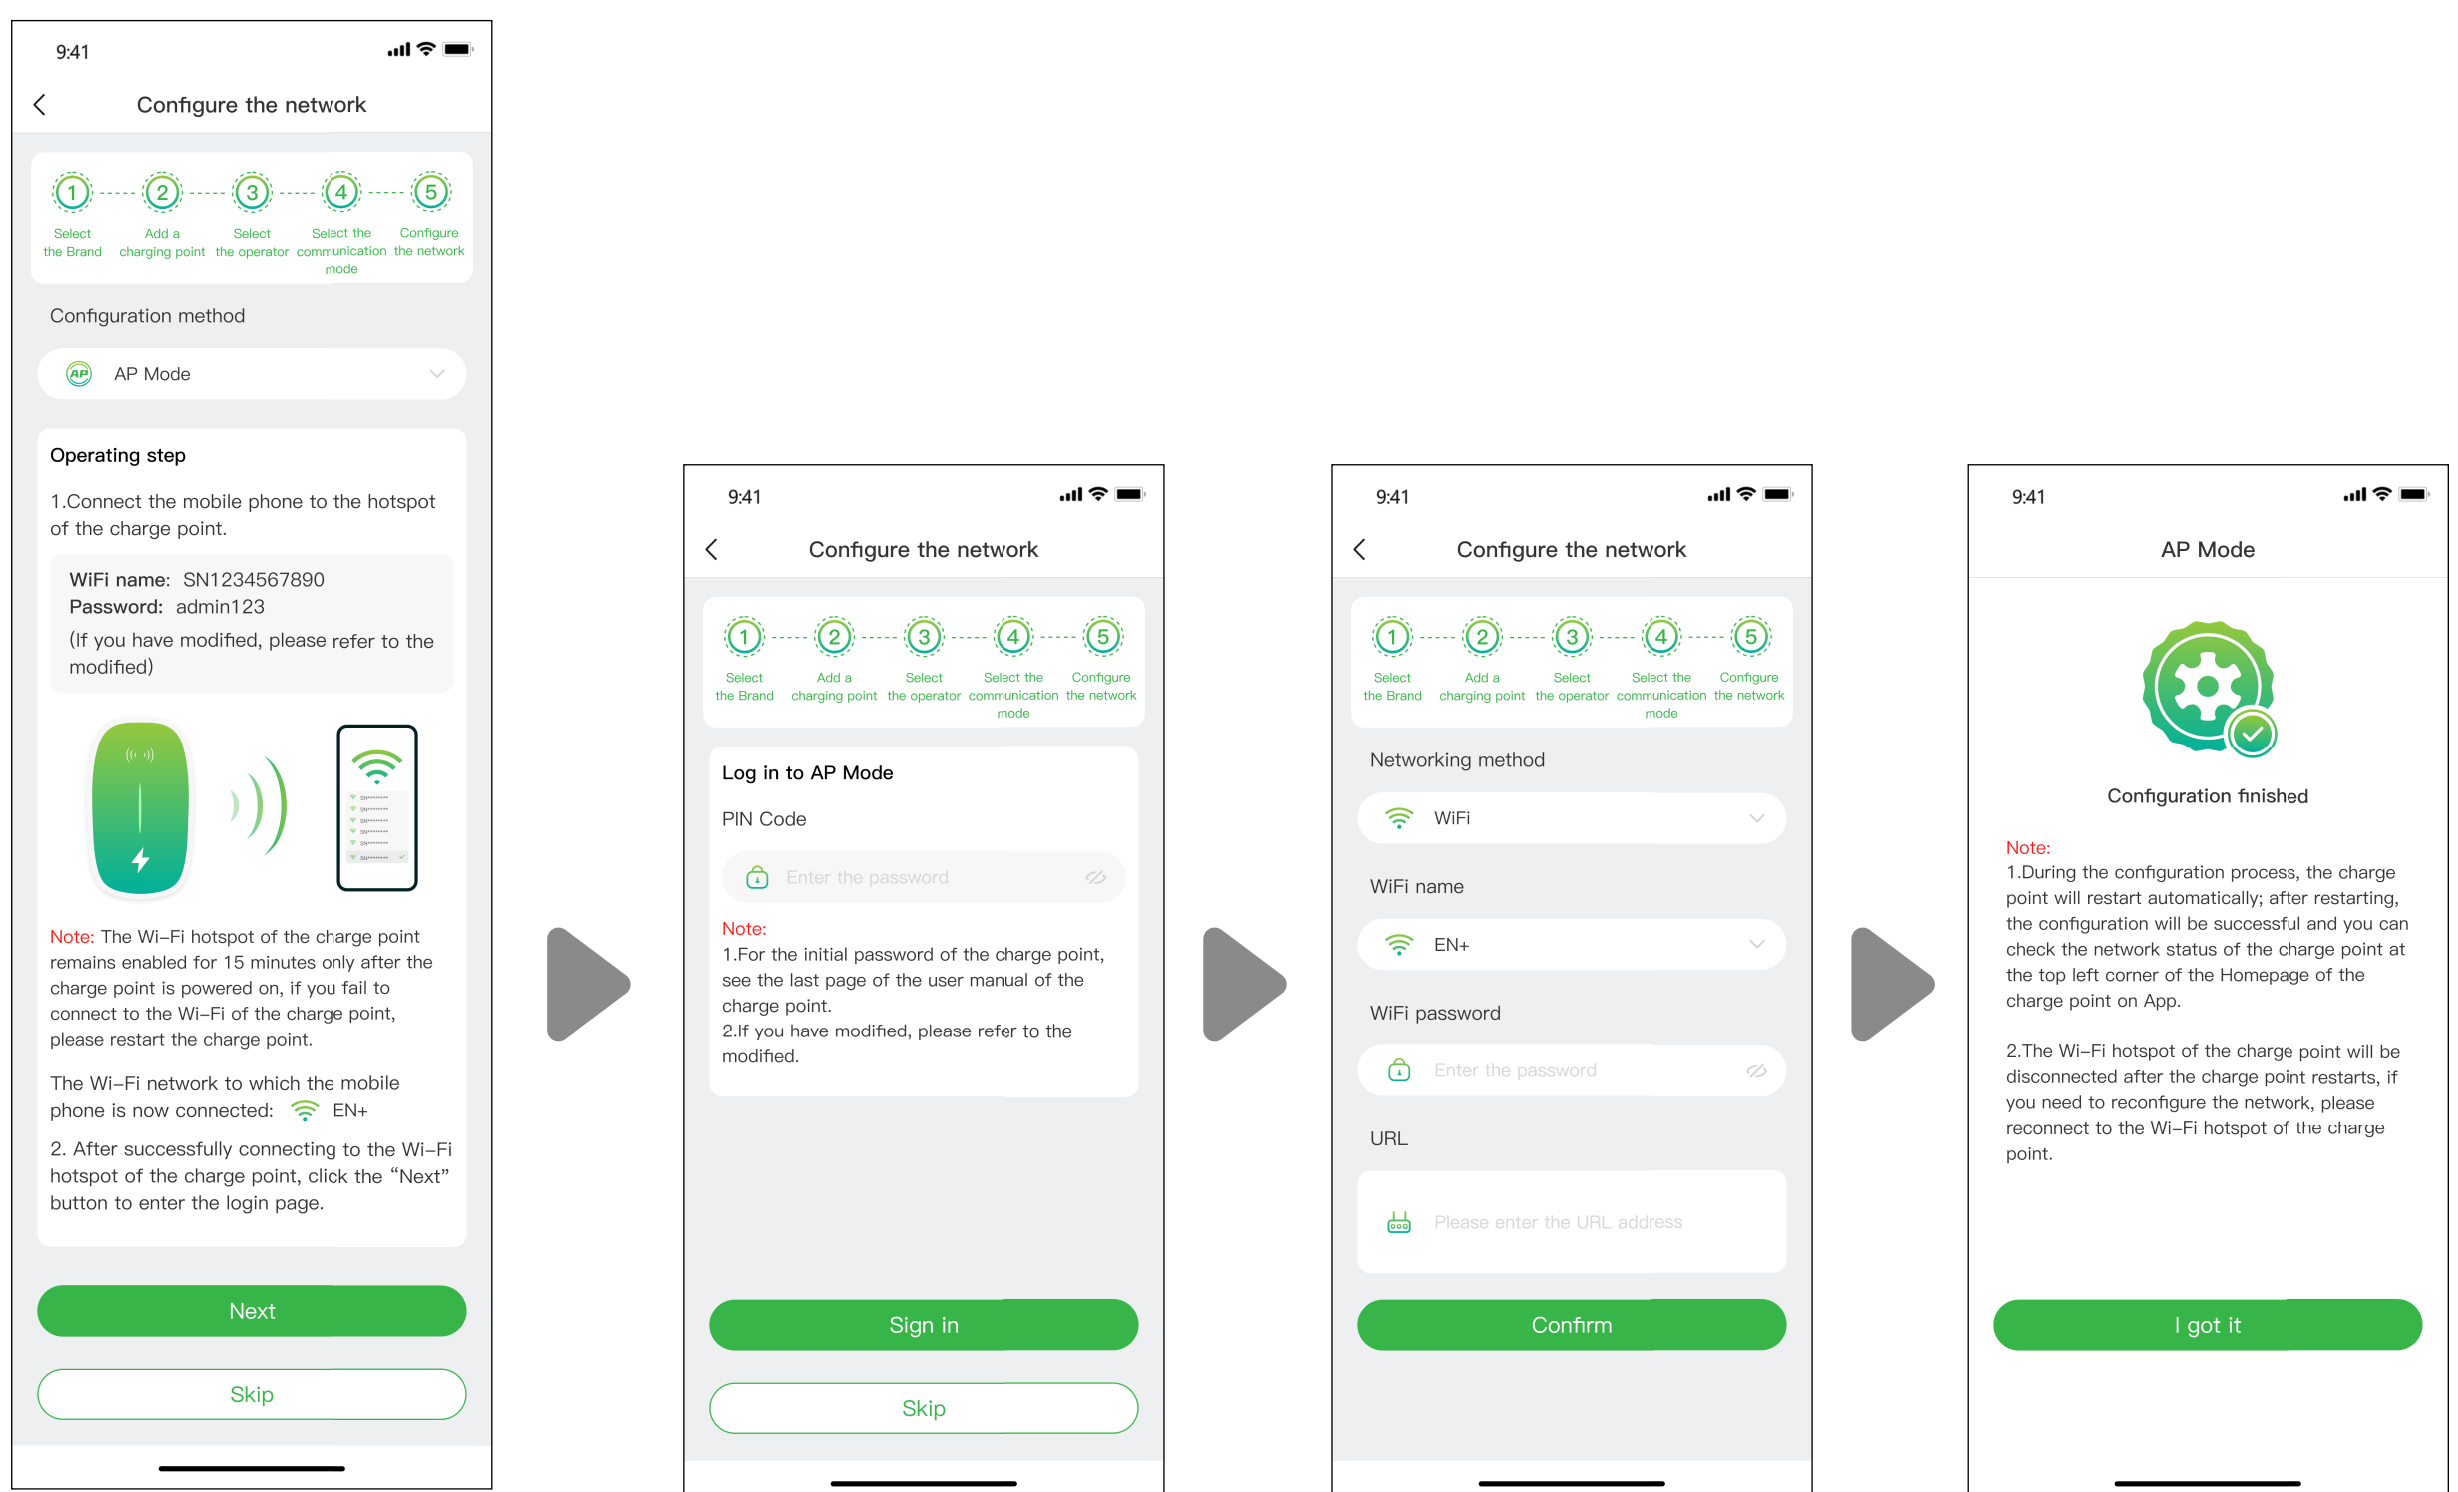 9:41
Configure the network
1
2
3
4
5
Select
the Brand
Add a
charging point
Select
the operator
Select the
communication
mode
Configure
the network
Configuration method
AP
AP Mode
Operating step
1.Connect the mobile phone to the hotspot
of the charge point.
WiFi name: SN1234567890
Password: admin123
(If you have modified, please refer to the
modified)
SN********
SN********
SN********
SN********
SN********
SN********
Note: The Wi-Fi hotspot of the charge point
remains enabled for 15 minutes only after the
charge point is powered on, if you fail to
connect to the Wi-Fi of the charge point,
please restart the charge point.
The Wi-Fi network to which the mobile
phone is now connected: EN+
2. After successfully connecting to the Wi-Fi
hotspot of the charge point, click the “Next”
button to enter the login page.
Next
Skip
9:41
Configure the network
1
2
3
4
5
Select
the Brand
Add a
charging point
Select
the operator
Select the
communication
mode
Configure
the network
Log in to AP Mode
PIN Code
Enter the password
Note:
1.For the initial password of the charge point,
see the last page of the user manual of the
charge point.
2.If you have modified, please refer to the
modified.
Sign in
Skip
9:41
Configure the network
1
2
3
4
5
Select
the Brand
Add a
charging point
Select
the operator
Select the
communication
mode
Configure
the network
Networking method
WiFi
WiFi name
EN+
WiFi password
Enter the password
URL
Please enter the URL address
Confirm
9:41
AP Mode
Configuration finished
Note:
1.During the configuration process, the charge
point will restart automatically; after restarting,
the configuration will be successful and you can
check the network status of the charge point at
the top left corner of the Homepage of the
charge point on App.
2.The Wi-Fi hotspot of the charge point will be
disconnected after the charge point restarts, if
you need to reconfigure the network, please
reconnect to the Wi-Fi hotspot of the charge
point.
I got it